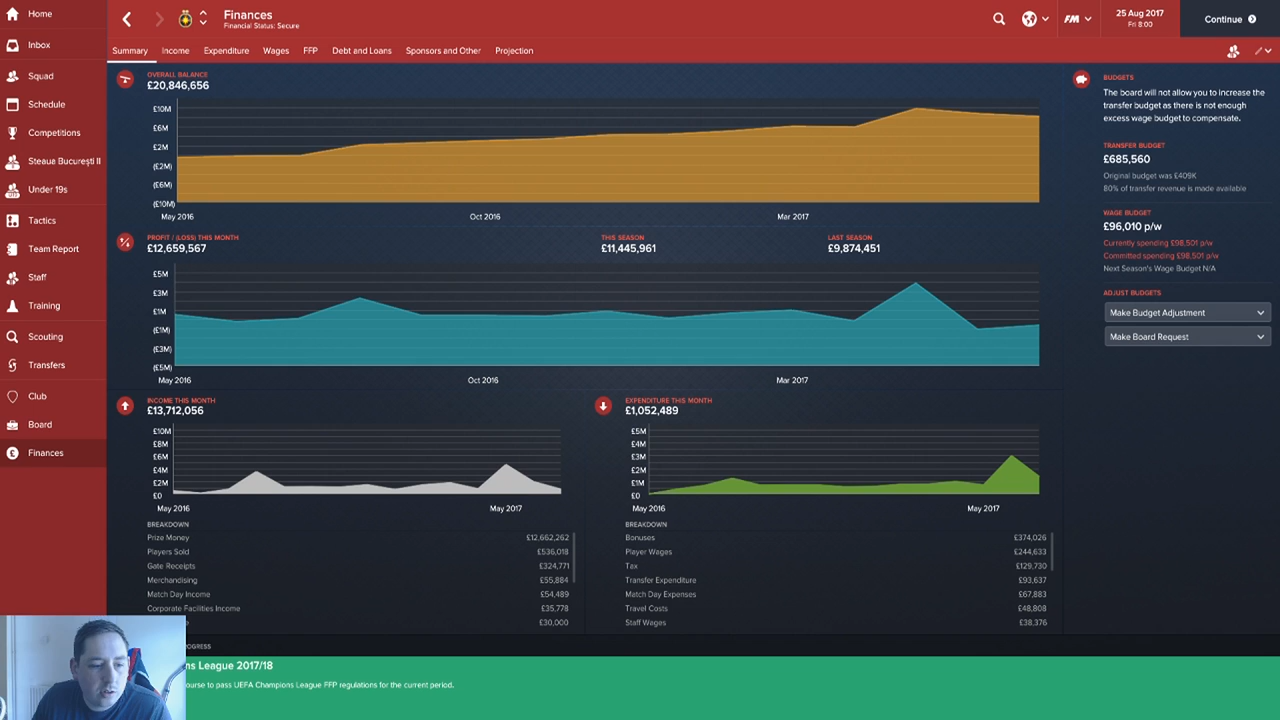 Home
Inbox
Squad
Schedule
Competitions
Steaua București II
Under 19s
Tactics
Team Report
Staff
Training
Scouting
Transfers
Club
Board
Finances
Finances
Financial Status: Secure
FM
25 Aug 2017
Fri 8:00
Continue
Summary
Income
Expenditure
Wages
FFP
Debt and Loans
Sponsors and Other
Projection
OVERALL BALANCE
£20,846,656
£10M
£6M
£2M
(£2M)
(£6M)
(£10M)
May 2016
Oct 2016
Mar 2017
PROFIT / (LOSS) THIS MONTH
£12,659,567
THIS SEASON
£11,445,961
LAST SEASON
£9,874,451
£5M
£3M
£1M
(£1M)
(£3M)
(£5M)
May 2016
Oct 2016
Mar 2017
INCOME THIS MONTH
£13,712,056
£10M
£8M
£6M
£4M
£2M
£0
May 2016
May 2017
BREAKDOWN
Prize Money £12,662,262
Players Sold £536,018
Gate Receipts £324,771
Merchandising £55,884
Match Day Income £54,489
Corporate Facilities Income £35,778
£30,000
EXPENDITURE THIS MONTH
£1,052,489
£5M
£4M
£3M
£2M
£1M
£0
May 2016
May 2017
BREAKDOWN
Bonuses £374,026
Player Wages £244,633
Tax £129,730
Transfer Expenditure £93,637
Match Day Expenses £67,883
Travel Costs £48,808
Staff Wages £38,376
BUDGETS
The board will not allow you to increase the
transfer budget as there is not enough
excess wage budget to compensate.
TRANSFER BUDGET
£685,560
Original budget was £409K
80% of transfer revenue is made available
WAGE BUDGET
£96,010 p/w
Currently spending £98,501 p/w
Committed spending £98,501 p/w
Next Season's Wage Budget N/A
ADJUST BUDGETS
Make Budget Adjustment
Make Board Request
ns League 2017/18
ourse to pass UEFA Champions League FFP regulations for the current period.